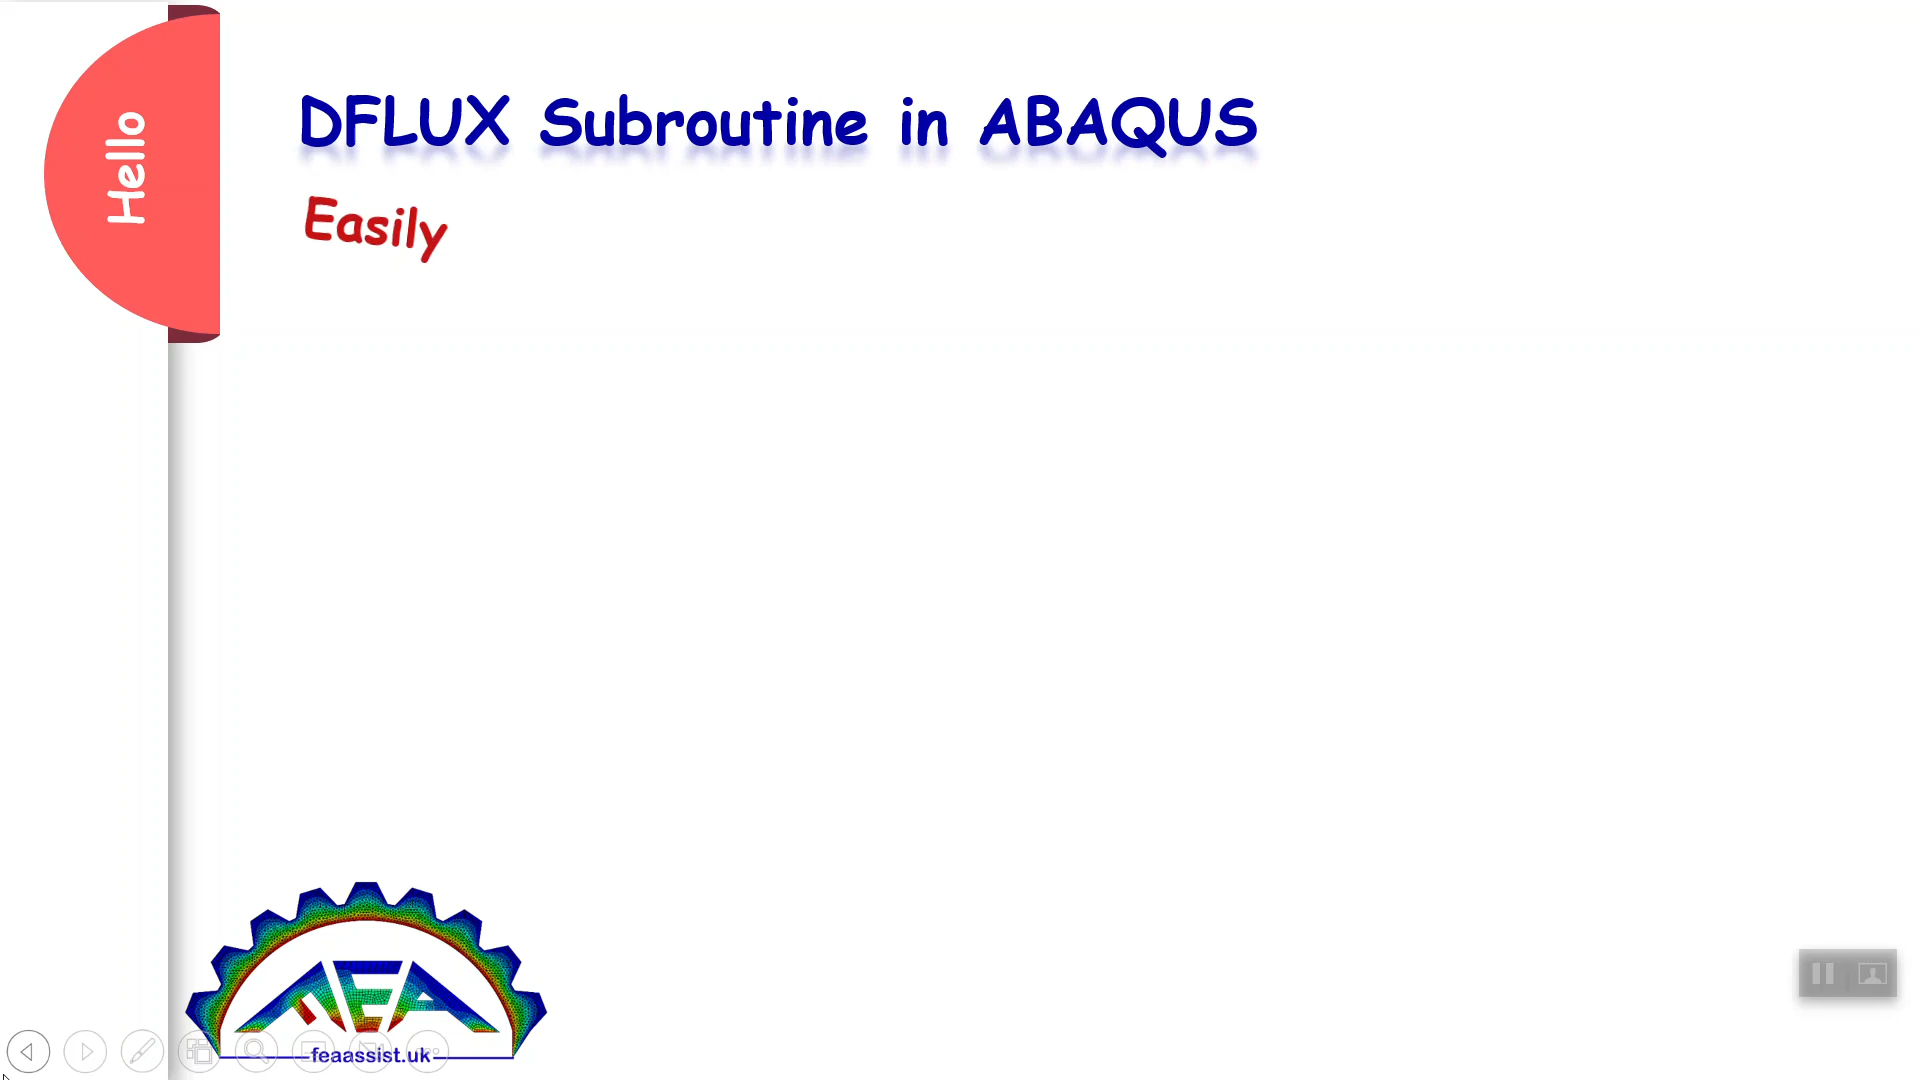 Hello
DFLUX Subroutine in ABAQUS
Easily
FEA
feaassist.uk